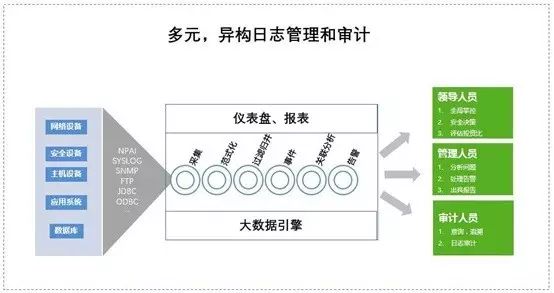 多元，异构日志管理和审计
网络设备
安全设备
主机设备
应用系统
数据库
NPAI
SYSLOG
SNMP
FTP
JDBC
ODBC
...
仪表盘、报表
采集
范式化
过滤归并
事件
关联分析
告警
大数据引擎
领导人员
1. 全局掌控
2. 安全决策
3. 评估投资比
管理人员
1. 分析问题
2. 处理告警
3. 出具报告
审计人员
1. 查询，追溯
2. 日志审计